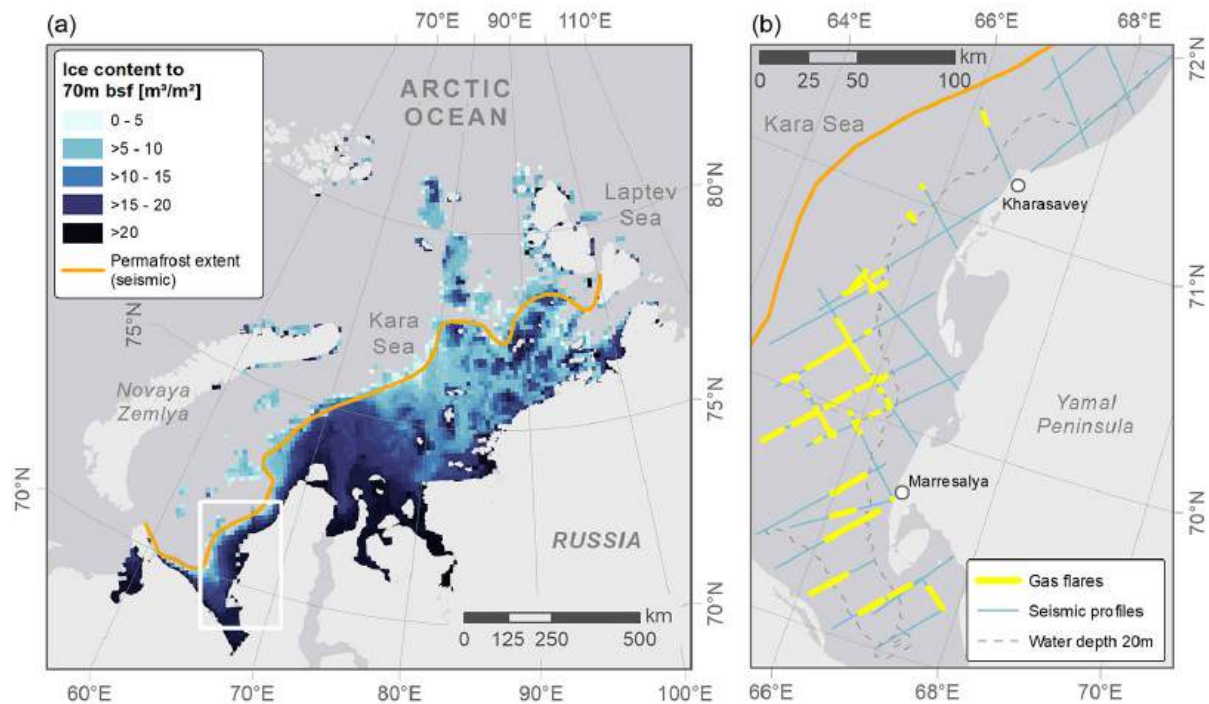 (a)
70°E
80°E
90°E
100°E
110°E
Ice content to
70m bsf [m³/m²]
0 - 5
>5 - 10
>10 - 15
>15 - 20
>20
Permafrost extent
(seismic)
ARCTIC
OCEAN
Laptev
Sea
80°N
75°N
Kara
Sea
Novaya
Zemlya
75°N
70°N
RUSSIA
70°N
km
0
125
250
500
60°E
70°E
80°E
90°E
100°E
(b)
64°E
66°E
68°E
km
0
25
50
100
72°N
Kara Sea
Kharasavey
71°N
Yamal
Peninsula
Marresalya
70°N
Gas flares
Seismic profiles
Water depth 20m
66°E
68°E
70°E